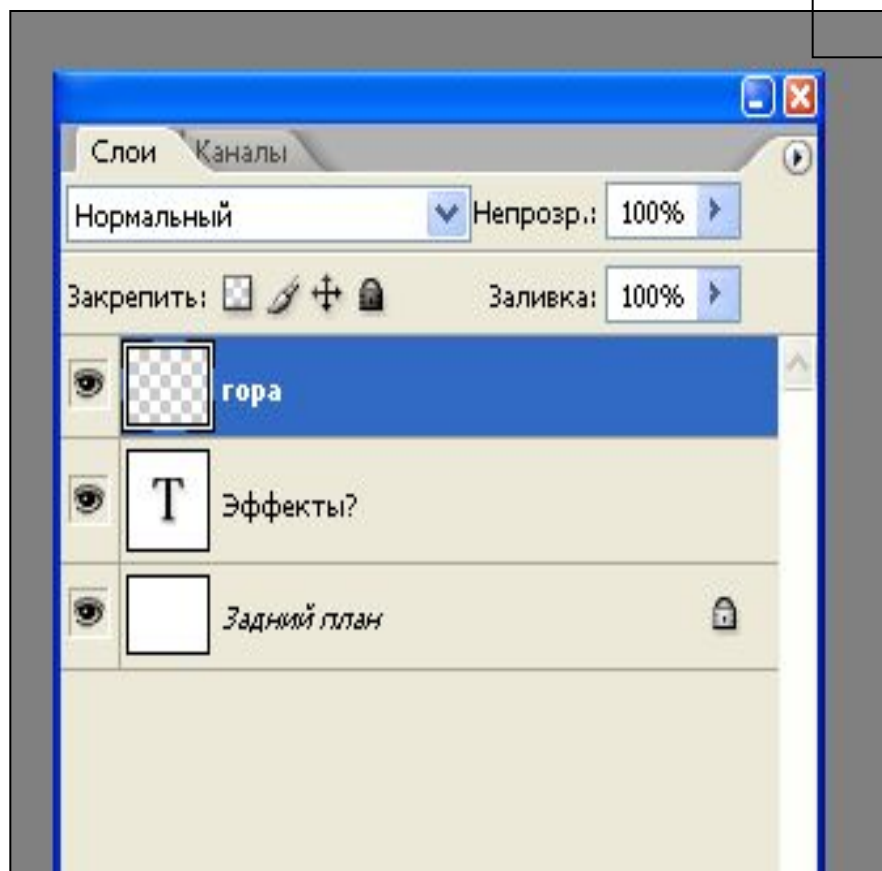 Слои Каналы
Нормальный Непрозр.: 100%
Закрепить: Заливка: 100%
гора
T Эффекты?
Задний план